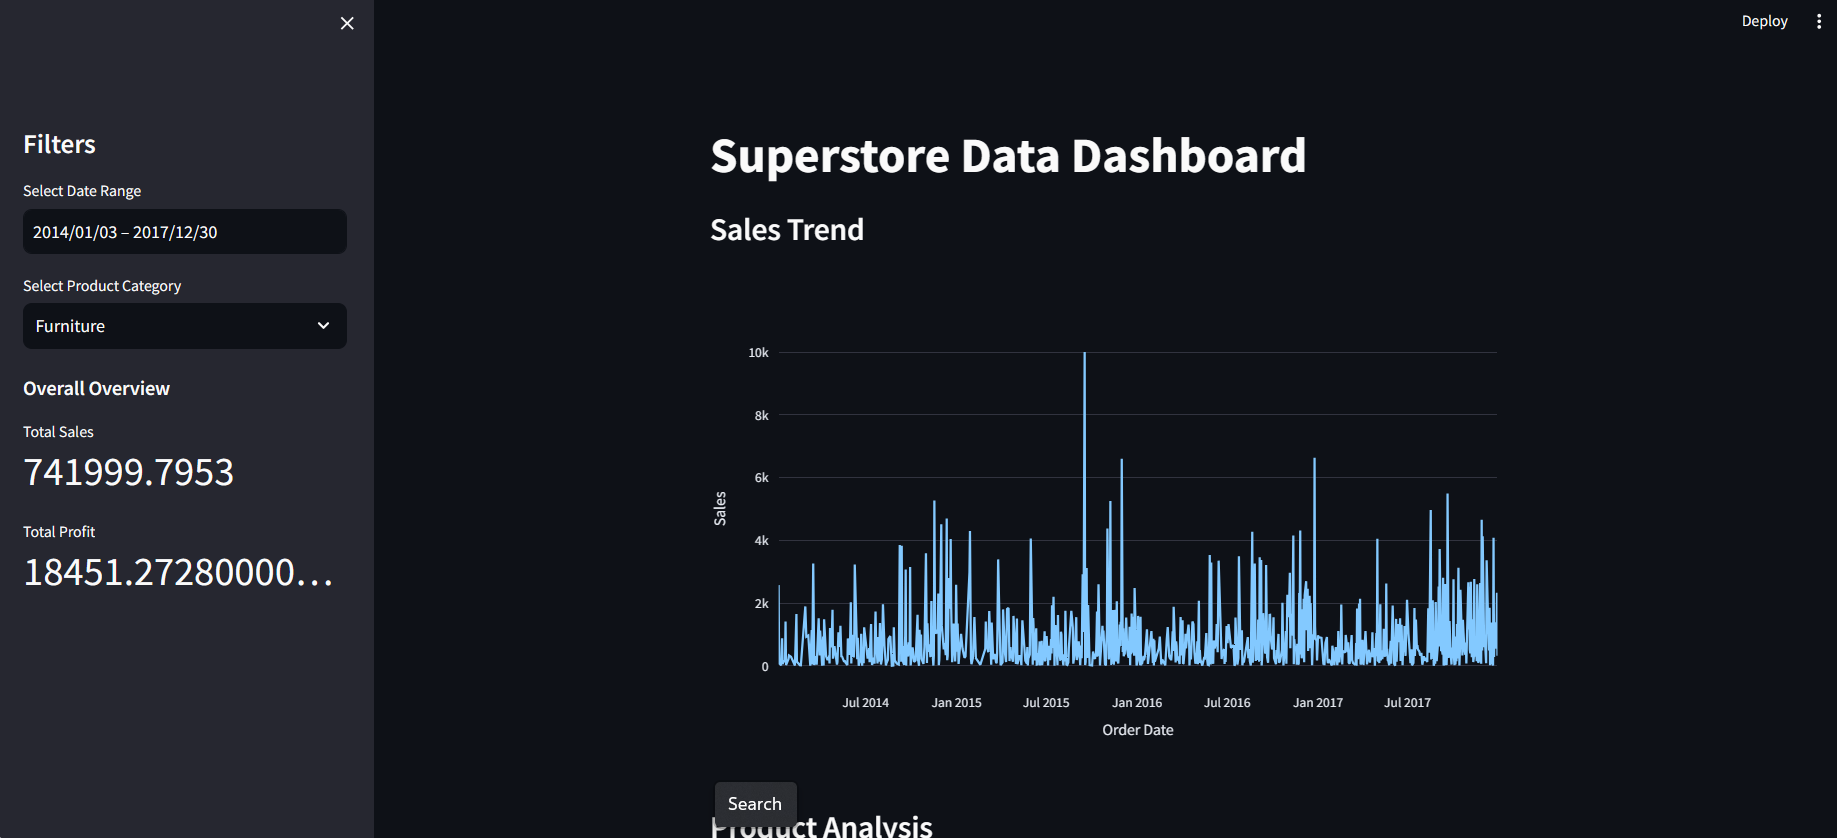 Deploy
Filters
Select Date Range
2014/01/03 – 2017/12/30
Select Product Category
Furniture
Overall Overview
Total Sales
741999.7953
Total Profit
18451.27280000...
Superstore Data Dashboard
Sales Trend
10k
8k
6k
4k
2k
0
Sales
Jul 2014 Jan 2015 Jul 2015 Jan 2016 Jul 2016 Jan 2017 Jul 2017
Order Date
Search
Product Analysis